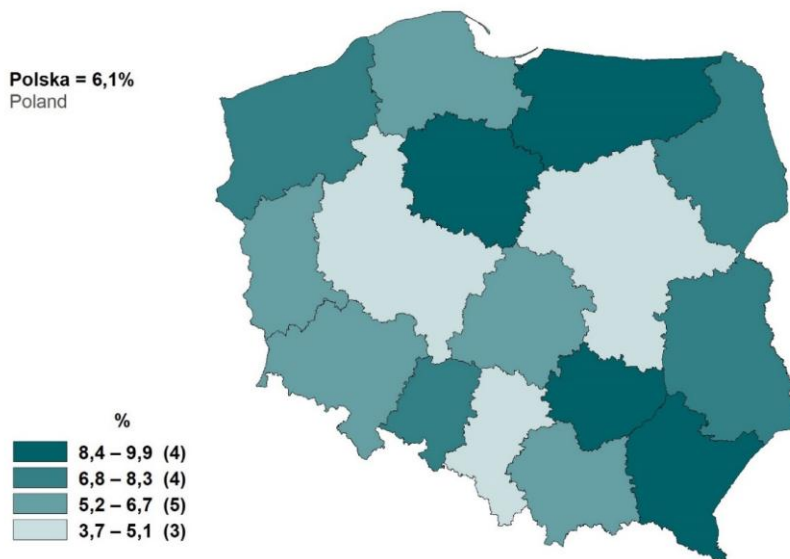 Polska = 6,1%
Poland
%
8,4 – 9,9 (4)
6,8 – 8,3 (4)
5,2 – 6,7 (5)
3,7 – 5,1 (3)